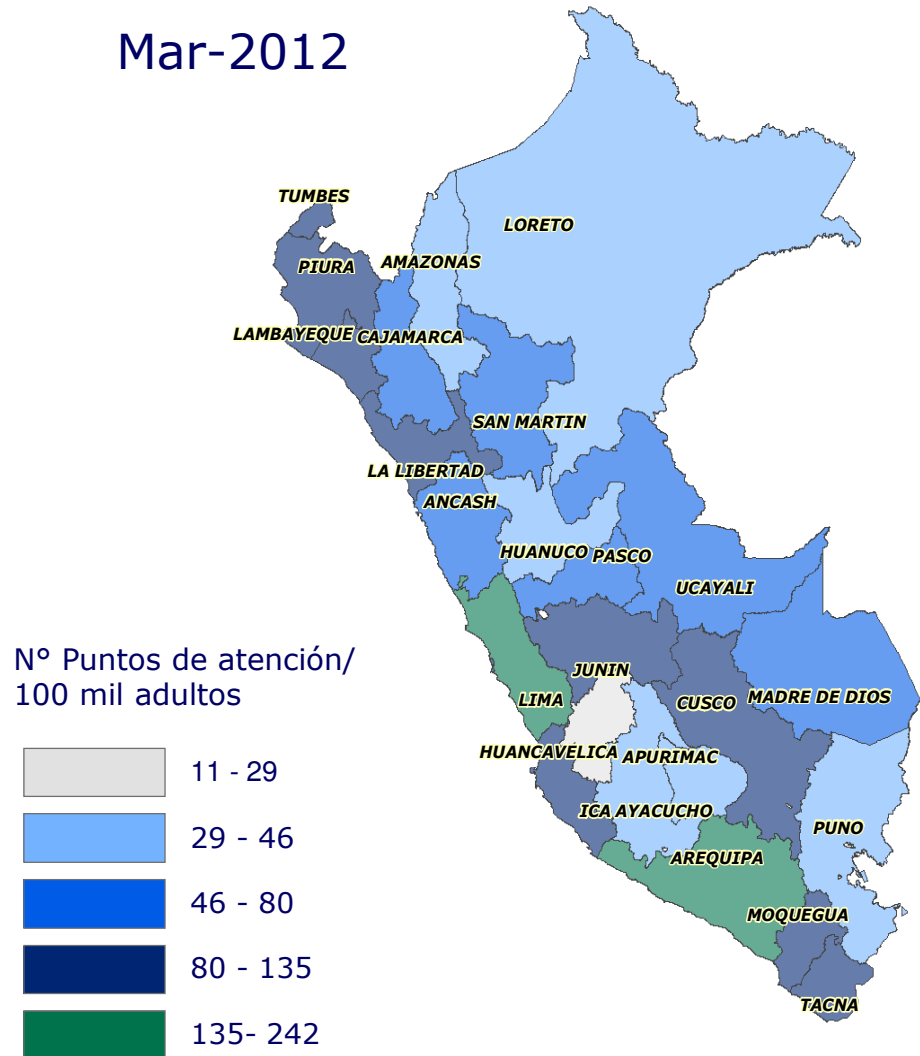 Mar-2012
TUMBES
LORETO
PIURA
AMAZONAS
LAMBAYEQUE
CAJAMARCA
SAN MARTIN
LA LIBERTAD
ANCASH
HUANUCO
PASCO
UCAYALI
JUNIN
LIMA
CUSCO
MADRE DE DIOS
HUANCAVELICA
APURIMAC
ICA
AYACUCHO
PUNO
AREQUIPA
MOQUEGUA
TACNA
N° Puntos de atención/
100 mil adultos
11 - 29
29 - 46
46 - 80
80 - 135
135- 242